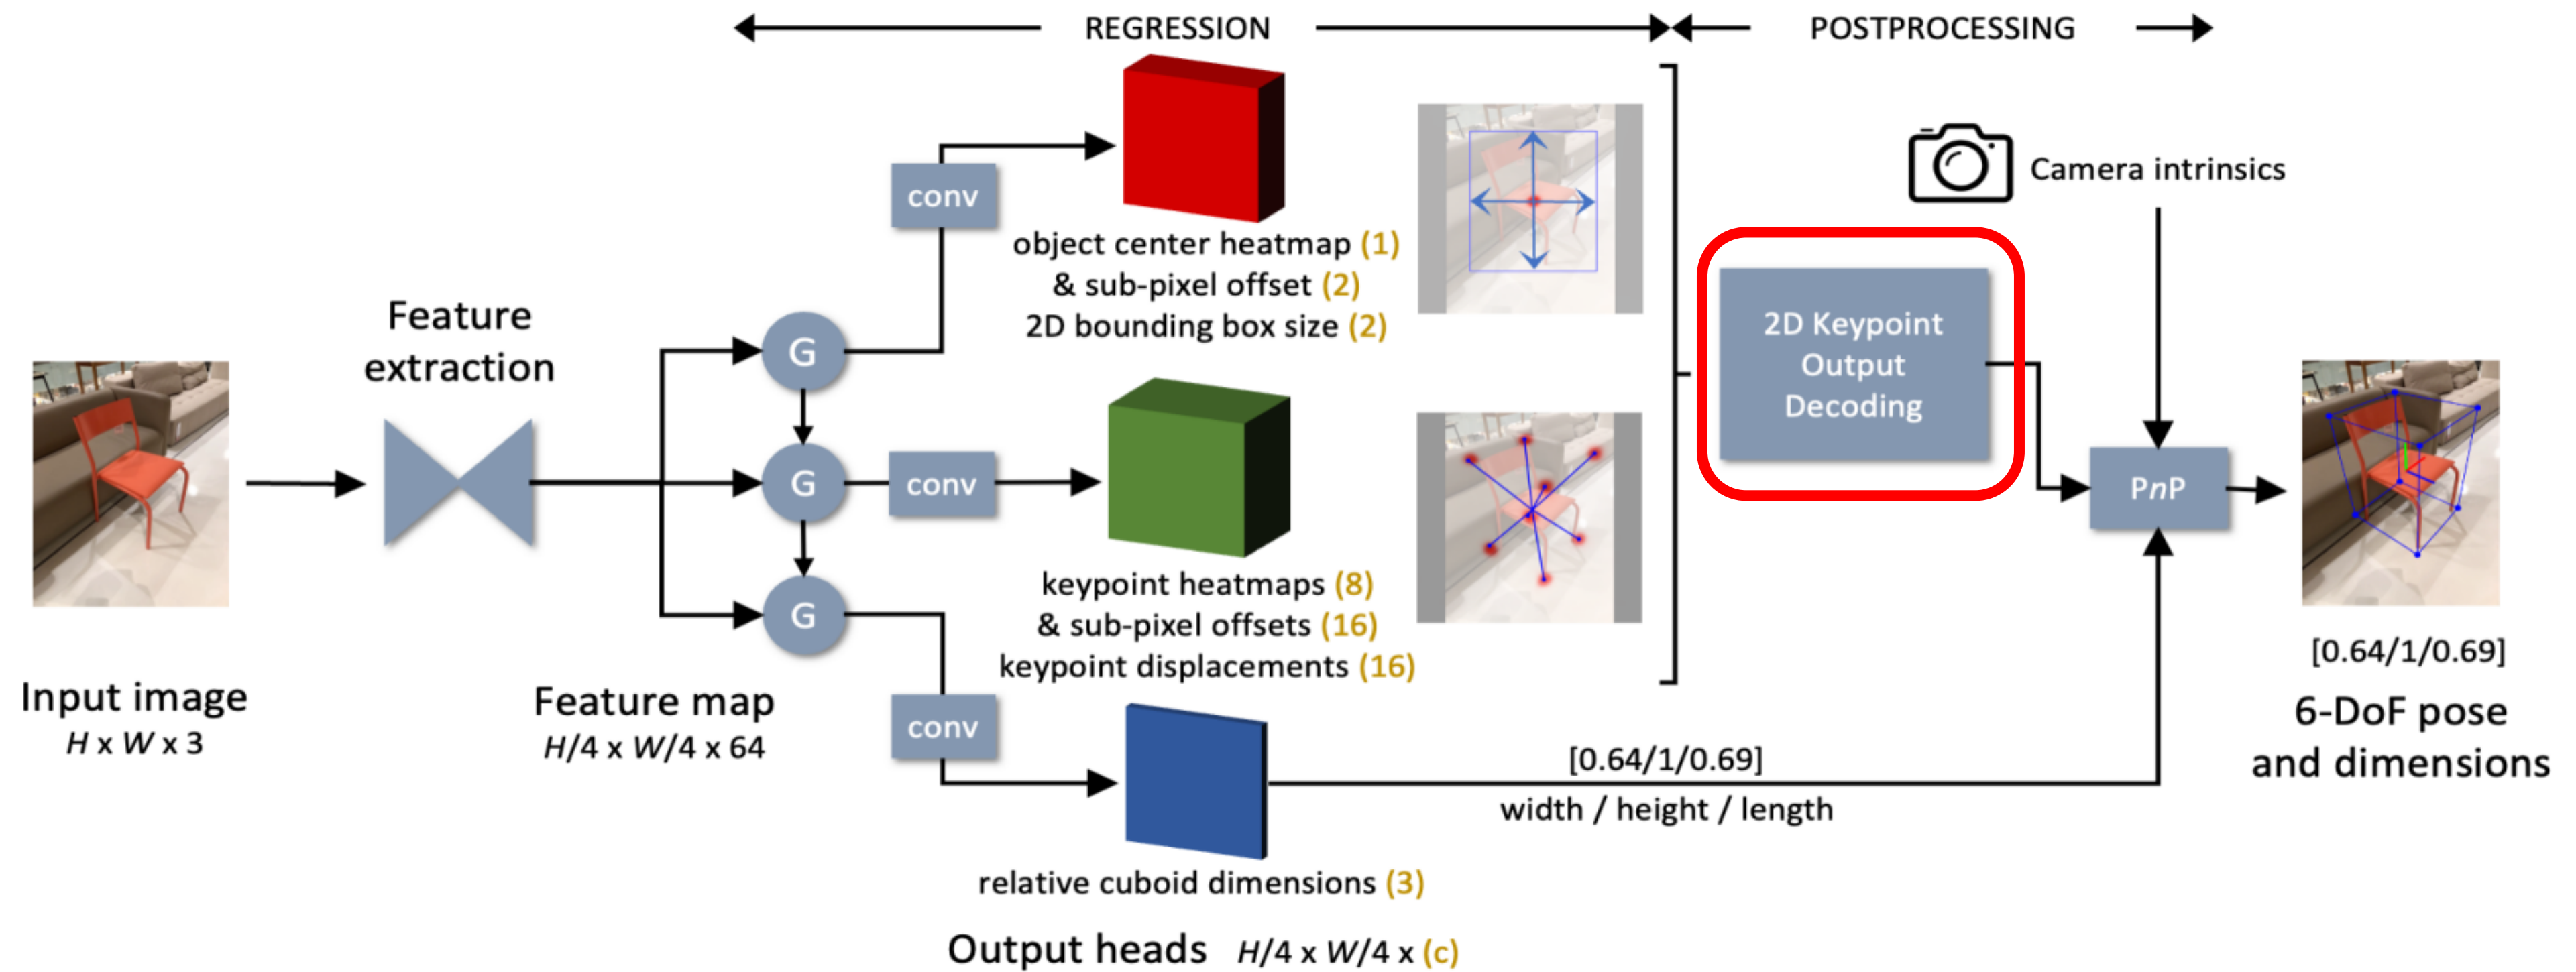 REGRESSION
POSTPROCESSING
conv
object center heatmap (1)
& sub-pixel offset (2)
2D bounding box size (2)
Camera intrinsics
Feature
extraction
G
2D Keypoint
Output
Decoding
G
conv
PnP
keypoint heatmaps (8)
& sub-pixel offsets (16)
keypoint displacements (16)
G
Input image
H x W x 3
Feature map
H/4 x W/4 x 64
conv
[0.64/1/0.69]
width / height / length
[0.64/1/0.69]
6-DoF pose
and dimensions
relative cuboid dimensions (3)
Output heads H/4 x W/4 x (c)